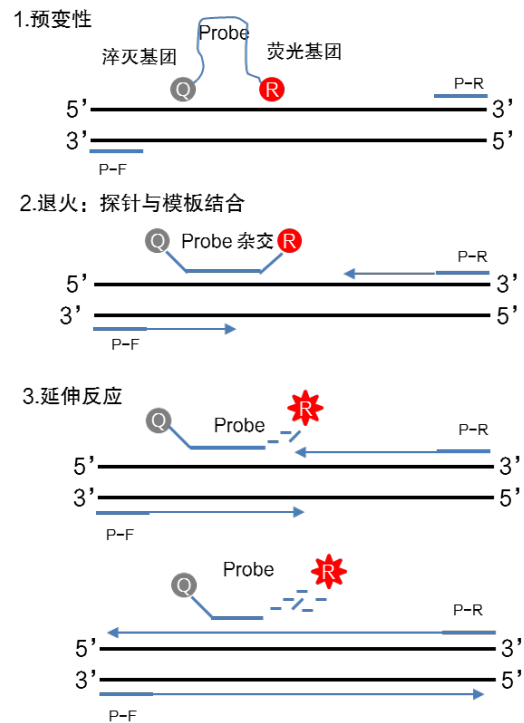 1.预变性
淬灭基团 Probe 荧光基团
Q R P-R
5’ 3’
3’ 5’
P-F
2.退火：探针与模板结合
Q Probe 杂交 R P-R
5’ 3’
3’ 5’
P-F
3.延伸反应
Q Probe R P-R
5’ 3’
3’ 5’
P-F
Q Probe R P-R
5’ 3’
3’ 5’
P-F